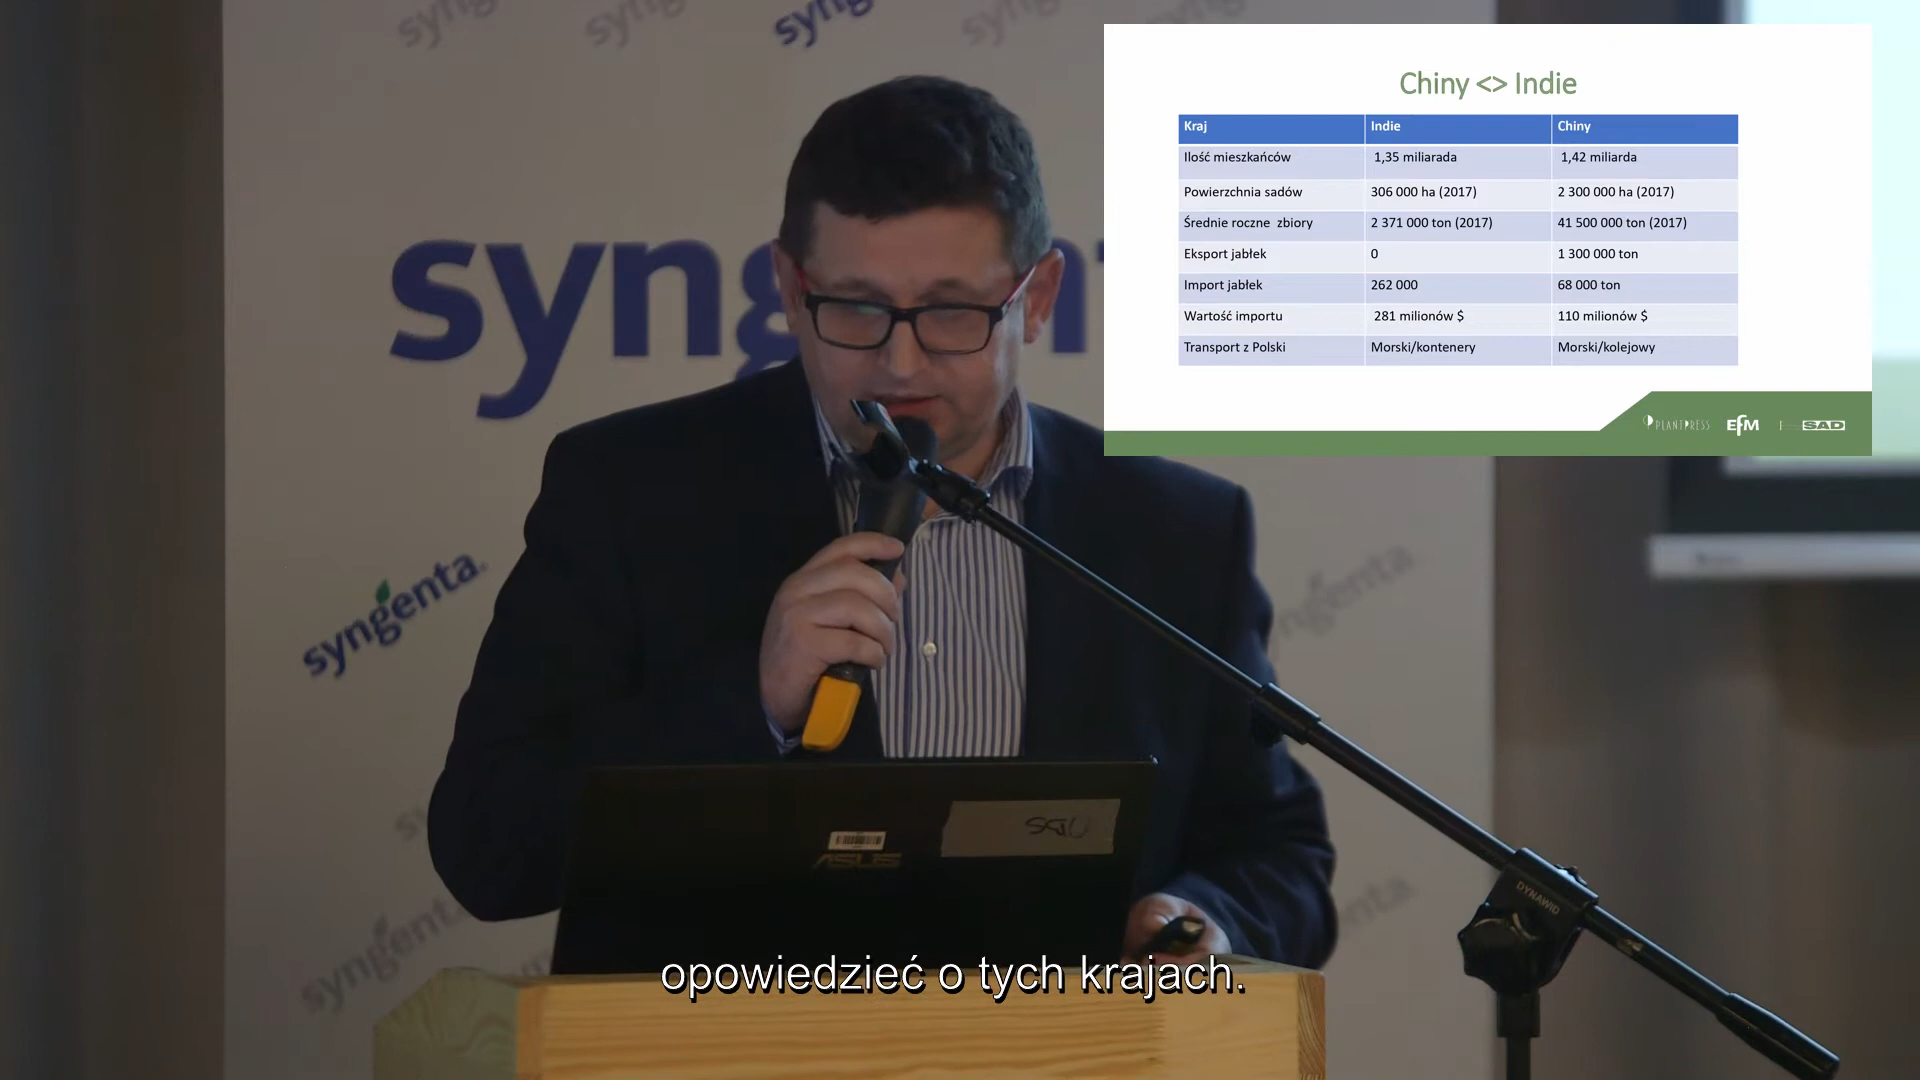 syngenta
Chiny <> Indie
Kraj Indie Chiny
Ilość mieszkańców 1,35 miliarada 1,42 miliarda
Powierzchnia sadów 306 000 ha (2017) 2 300 000 ha (2017)
Średnie roczne zbiory 2 371 000 ton (2017) 41 500 000 ton (2017)
Eksport jabłek 0 1 300 000 ton
Import jabłek 262 000 68 000 ton
Wartość importu 281 milionów $ 110 milionów $
Transport z Polski Morski/kontenery Morski/kolejowy
PLANTPRESS EFM SAD
syngenta
syngenta
ASUS
DYNAWID
syngenta
opowiedzieć o tych krajach.